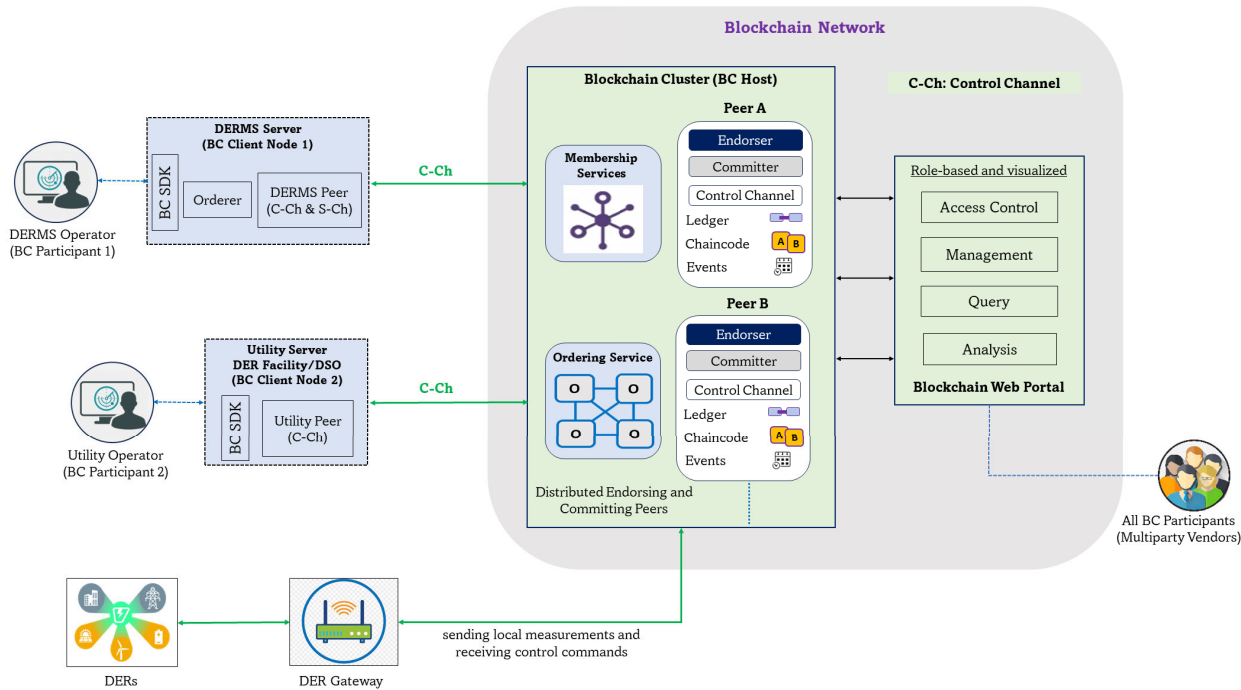 Blockchain Network
Blockchain Cluster (BC Host)
C-Ch: Control Channel
DERMS Server
(BC Client Node 1)
BC SDK
Orderer
DERMS Peer
(C-Ch & S-Ch)
DERMS Operator
(BC Participant 1)
C-Ch
Membership
Services
Peer A
Endorser
Committer
Control Channel
Ledger
Chaincode
A B
Events
Role-based and visualized
Access Control
Management
Query
Analysis
Blockchain Web Portal
Utility Server
DER Facility/DSO
(BC Client Node 2)
BC SDK
Utility Peer
(C-Ch)
Utility Operator
(BC Participant 2)
C-Ch
Ordering Service
O O
O O
Peer B
Endorser
Committer
Control Channel
Ledger
Chaincode
A B
Events
Distributed Endorsing and
Committing Peers
All BC Participants
(Multiparty Vendors)
DERs
DER Gateway
sending local measurements and
receiving control commands